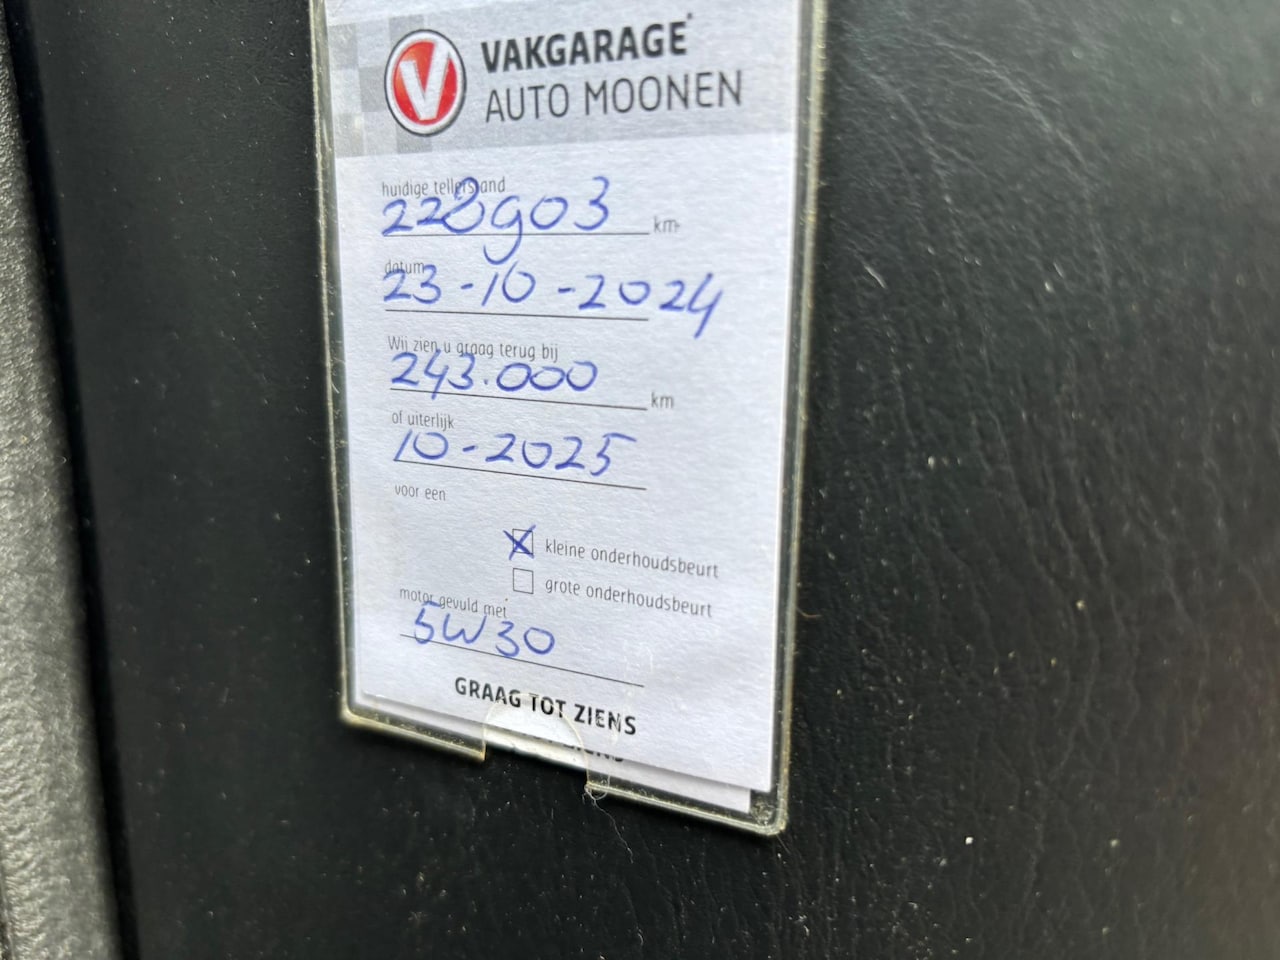 VAKGARAGE
AUTO MOONEN
huidige tellerstand
228903 km
datum
23-10-2024
Wij zien u graag terug bij
243.000 km
of uiterlijk
10-2025
voor een
kleine onderhoudsbeurt
grote onderhoudsbeurt
motor gevuld met
5W30
GRAAG TOT ZIENS